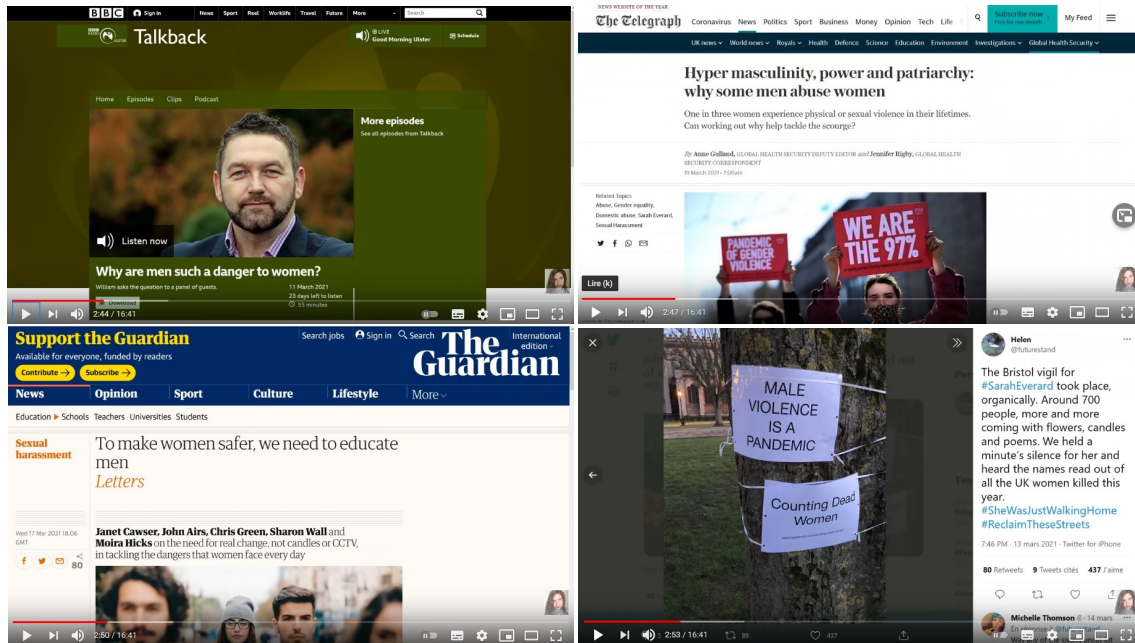 BBC Sign in News Sport Reel Worklife Travel Future More Search
BBC RADIO ULSTER
Talkback
LIVE
Good Morning Ulster
Schedule
Home Episodes Clips Podcast
More episodes
See all episodes from Talkback
Listen now
Why are men such a danger to women?
William asks the question to a panel of guests.
11 March 2021
23 days left to listen
55 minutes
Download
2:44 / 16:41
NEWS WEBSITE OF THE YEAR
The Telegraph Coronavirus News Politics Sport Business Money Opinion Tech Life
Subscribe now
Free for one month
My Feed
UK news World news Royals Health Defence Science Education Environment Investigations Global Health Security
Hyper masculinity, power and patriarchy:
why some men abuse women
One in three women experience physical or sexual violence in their lifetimes.
Can working out why help tackle the scourge?
By Anne Gulland, GLOBAL HEALTH SECURITY DEPUTY EDITOR and Jennifer Rigby, GLOBAL HEALTH
SECURITY CORRESPONDENT
19 March 2021 • 7:00am
Related Topics
Abuse, Gender equality,
Domestic abuse, Sarah Everard,
Sexual Harassment
PANDEMIC
OF GENDER
VIOLENCE
WE ARE
THE 97%
Lire (k)
2:47 / 16:41
Support the Guardian
Available for everyone, funded by readers
Contribute → Subscribe →
Search jobs Sign in Search
The
Guardian
International
edition
News Opinion Sport Culture Lifestyle More
Education ▶ Schools Teachers Universities Students
Sexual
harassment
To make women safer, we need to educate
men
Letters
Wed 17 Mar 2021 18.06
GMT
80
Janet Cawser, John Airs, Chris Green, Sharon Wall and
Moira Hicks on the need for real change, not candles or CCTV,
in tackling the dangers that women face every day
2:50 / 16:41
MALE
VIOLENCE
IS A
PANDEMIC
Counting Dead
Women
Helen
@futurestand
The Bristol vigil for
#SarahEverard took place,
organically. Around 700
people, more and more
coming with flowers, candles
and poems. We held a
minute's silence for her and
heard the names read out of
all the UK women killed this
year.
#SheWasJustWalkingHome
#ReclaimTheseStreets
7:46 PM · 13 mars 2021 · Twitter for iPhone
80 Retweets 9 Tweets cités 437 J'aime
Michelle Thomson · 14 mars
2:53 / 16:41
89
437